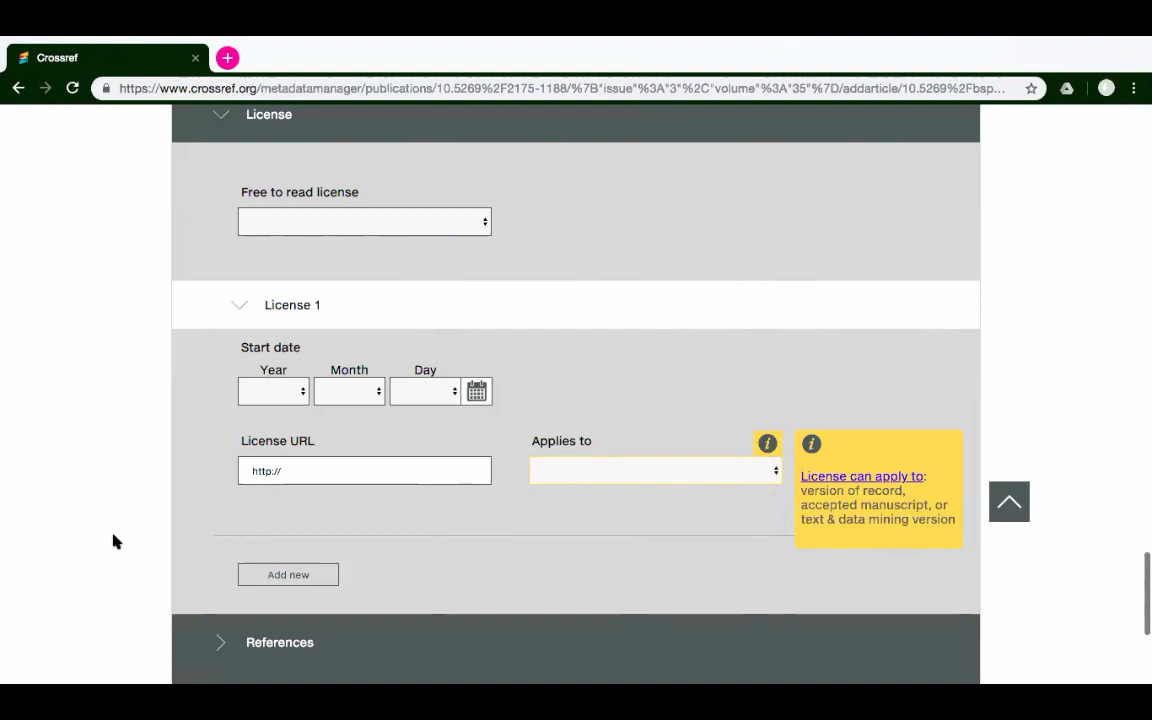 Crossref
https://www.crossref.org/metadatamanager/publications/10.5269%2F2175-1188/%7B"issue"%3A"3"%2C"volume"%3A"35"%7D/addarticle/10.5269%2Fbsp...
License
Free to read license
License 1
Start date
Year Month Day
License URL Applies to
http://
License can apply to:
version of record,
accepted manuscript, or
text & data mining version
Add new
References